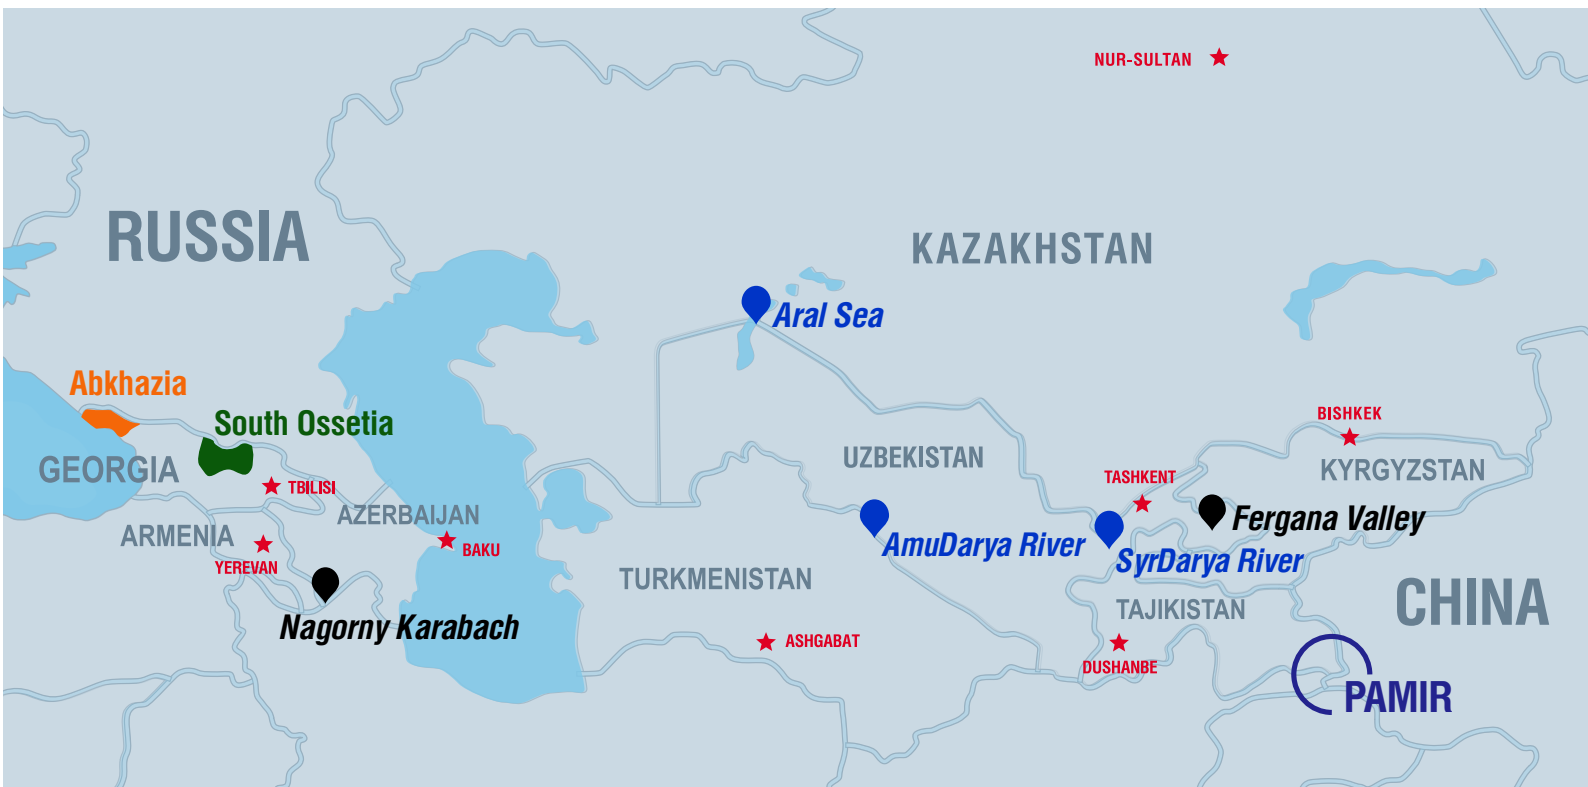 NUR-SULTAN
RUSSIA
KAZAKHSTAN
Aral Sea
Abkhazia
South Ossetia
BISHKEK
GEORGIA
UZBEKISTAN
KYRGYZSTAN
TASHKENT
TBILISI
AZERBAIJAN
Fergana Valley
ARMENIA
AmuDarya River
BAKU
SyrDarya River
YEREVAN
TURKMENISTAN
CHINA
TAJIKISTAN
Nagorny Karabach
ASHGABAT
DUSHANBE
PAMIR